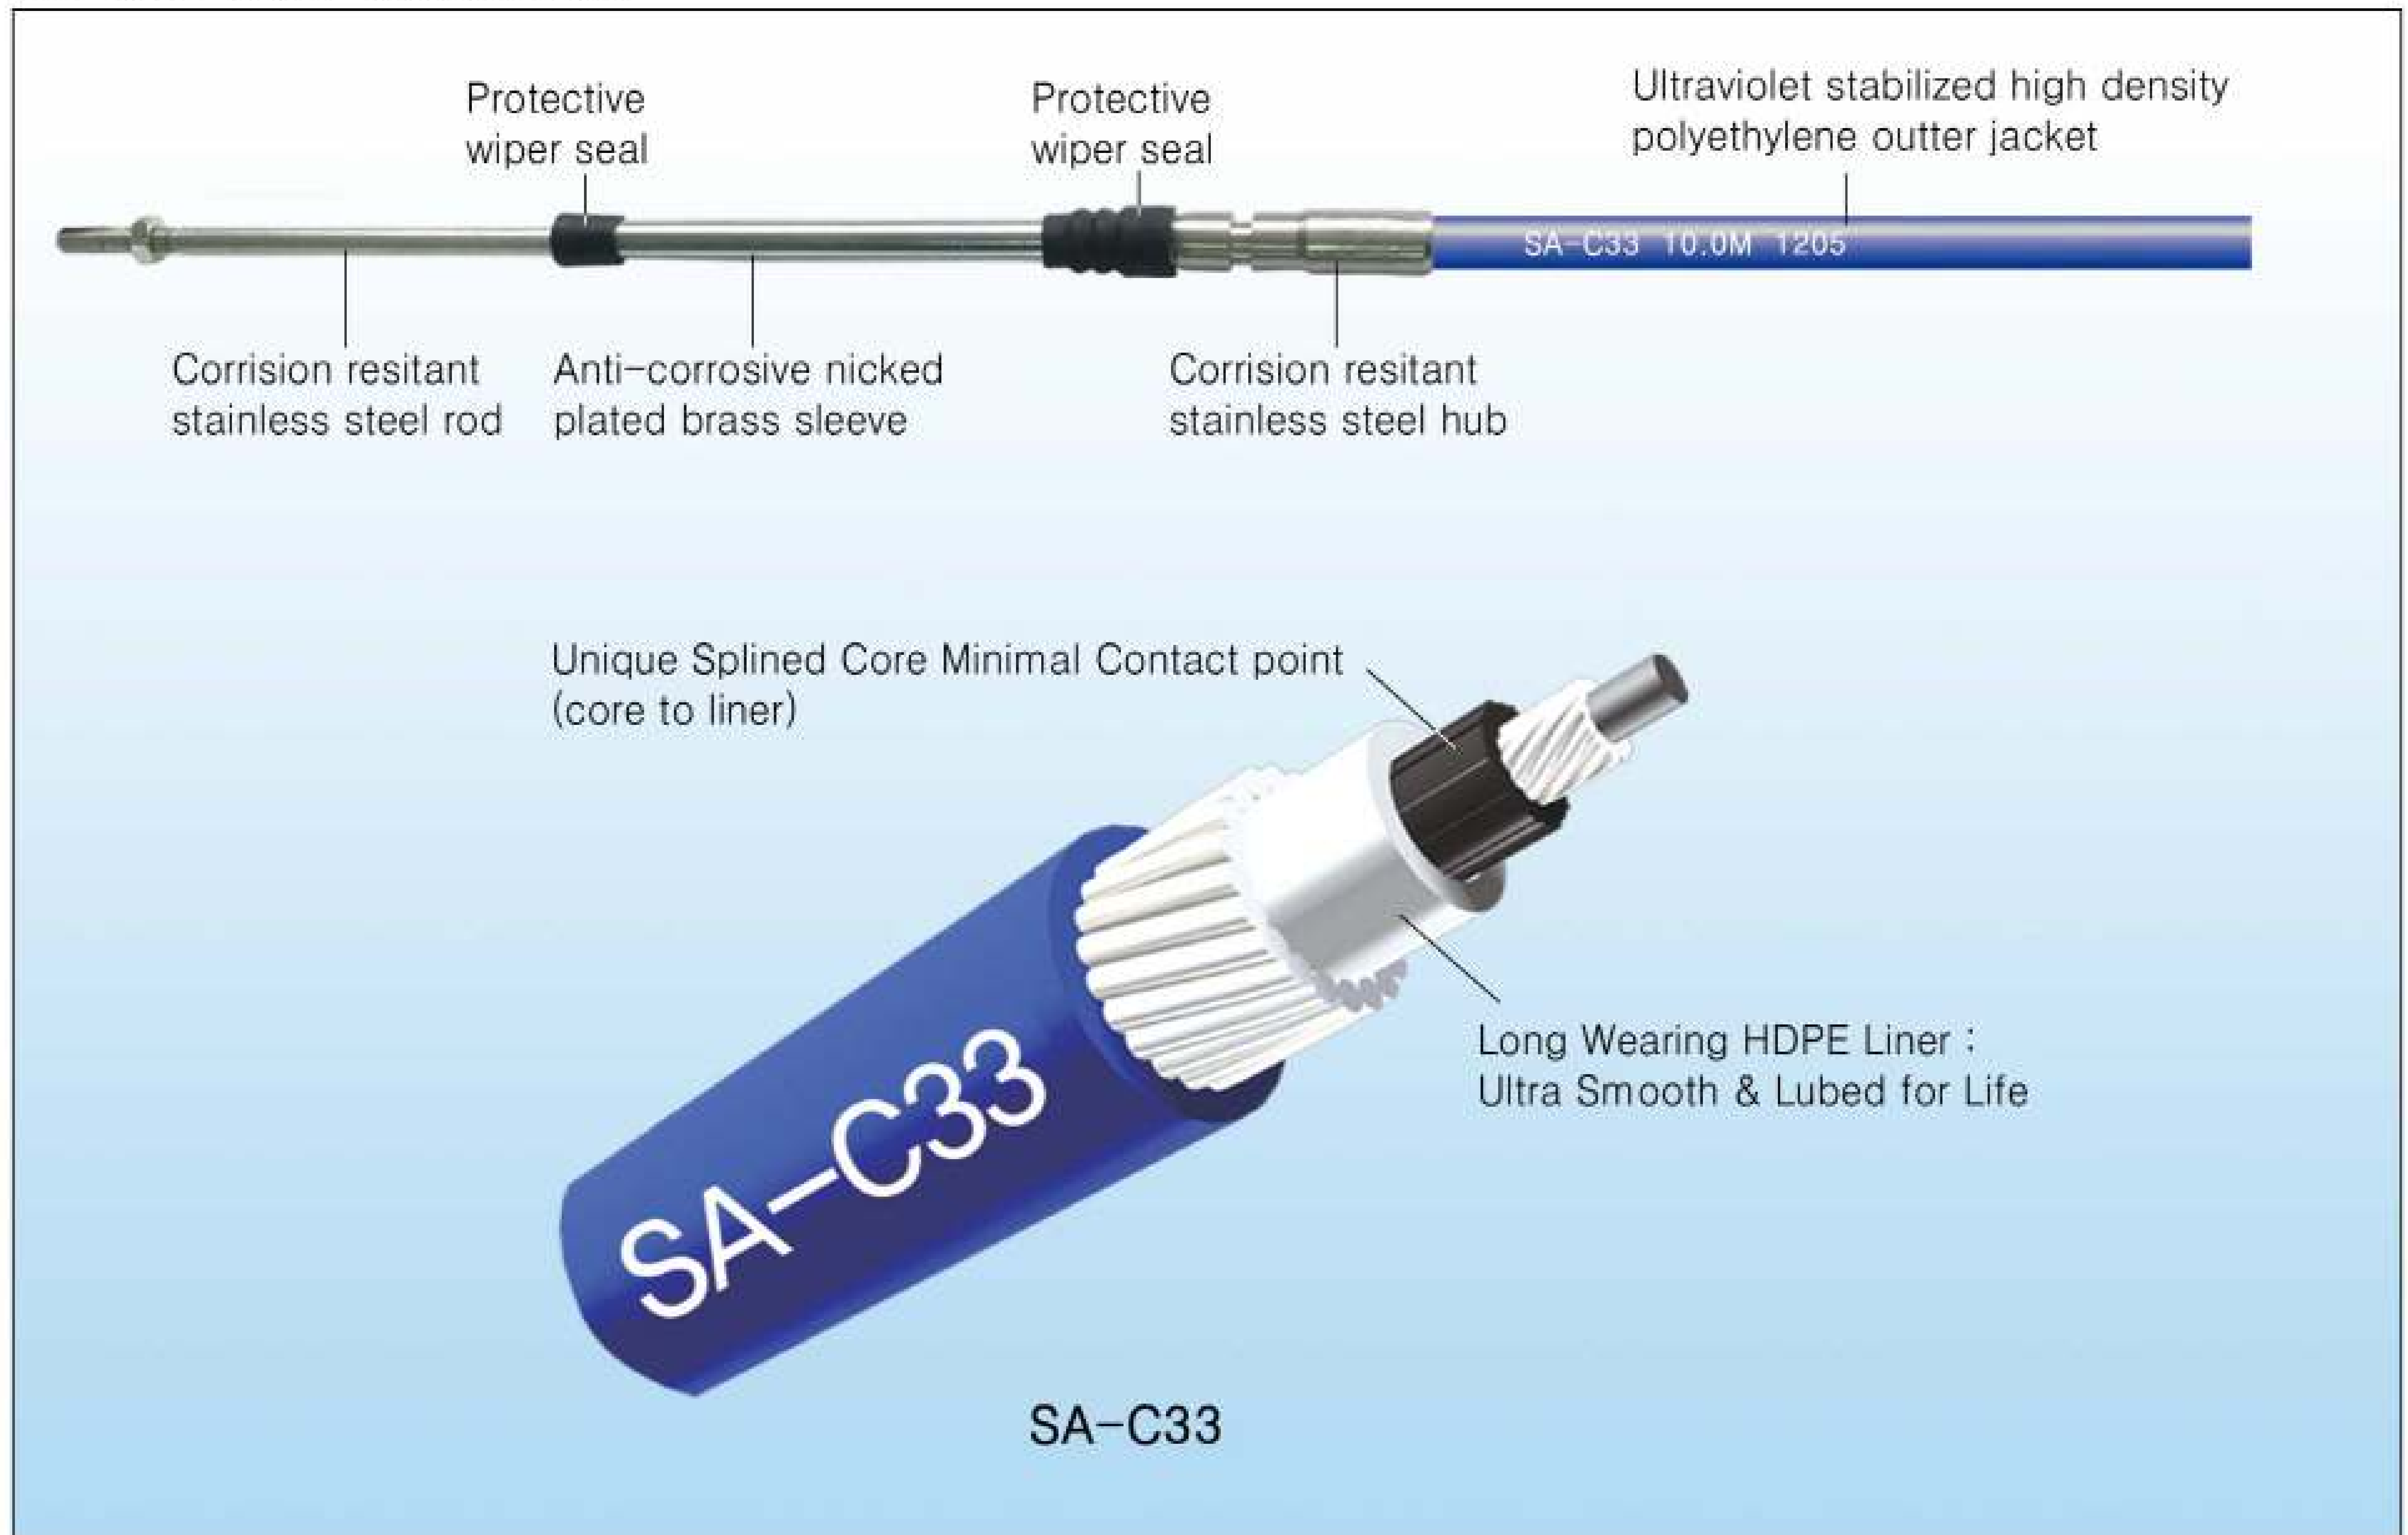 Protective
wiper seal
Protective
wiper seal
Ultraviolet stabilized high density
polyethylene outter jacket
SA-C33 10.0M 1205
Corrision resitant
stainless steel rod
Anti-corrosive nicked
plated brass sleeve
Corrision resitant
stainless steel hub
Unique Splined Core Minimal Contact point
(core to liner)
Long Wearing HDPE Liner :
Ultra Smooth & Lubed for Life
SA-C33
SA-C33